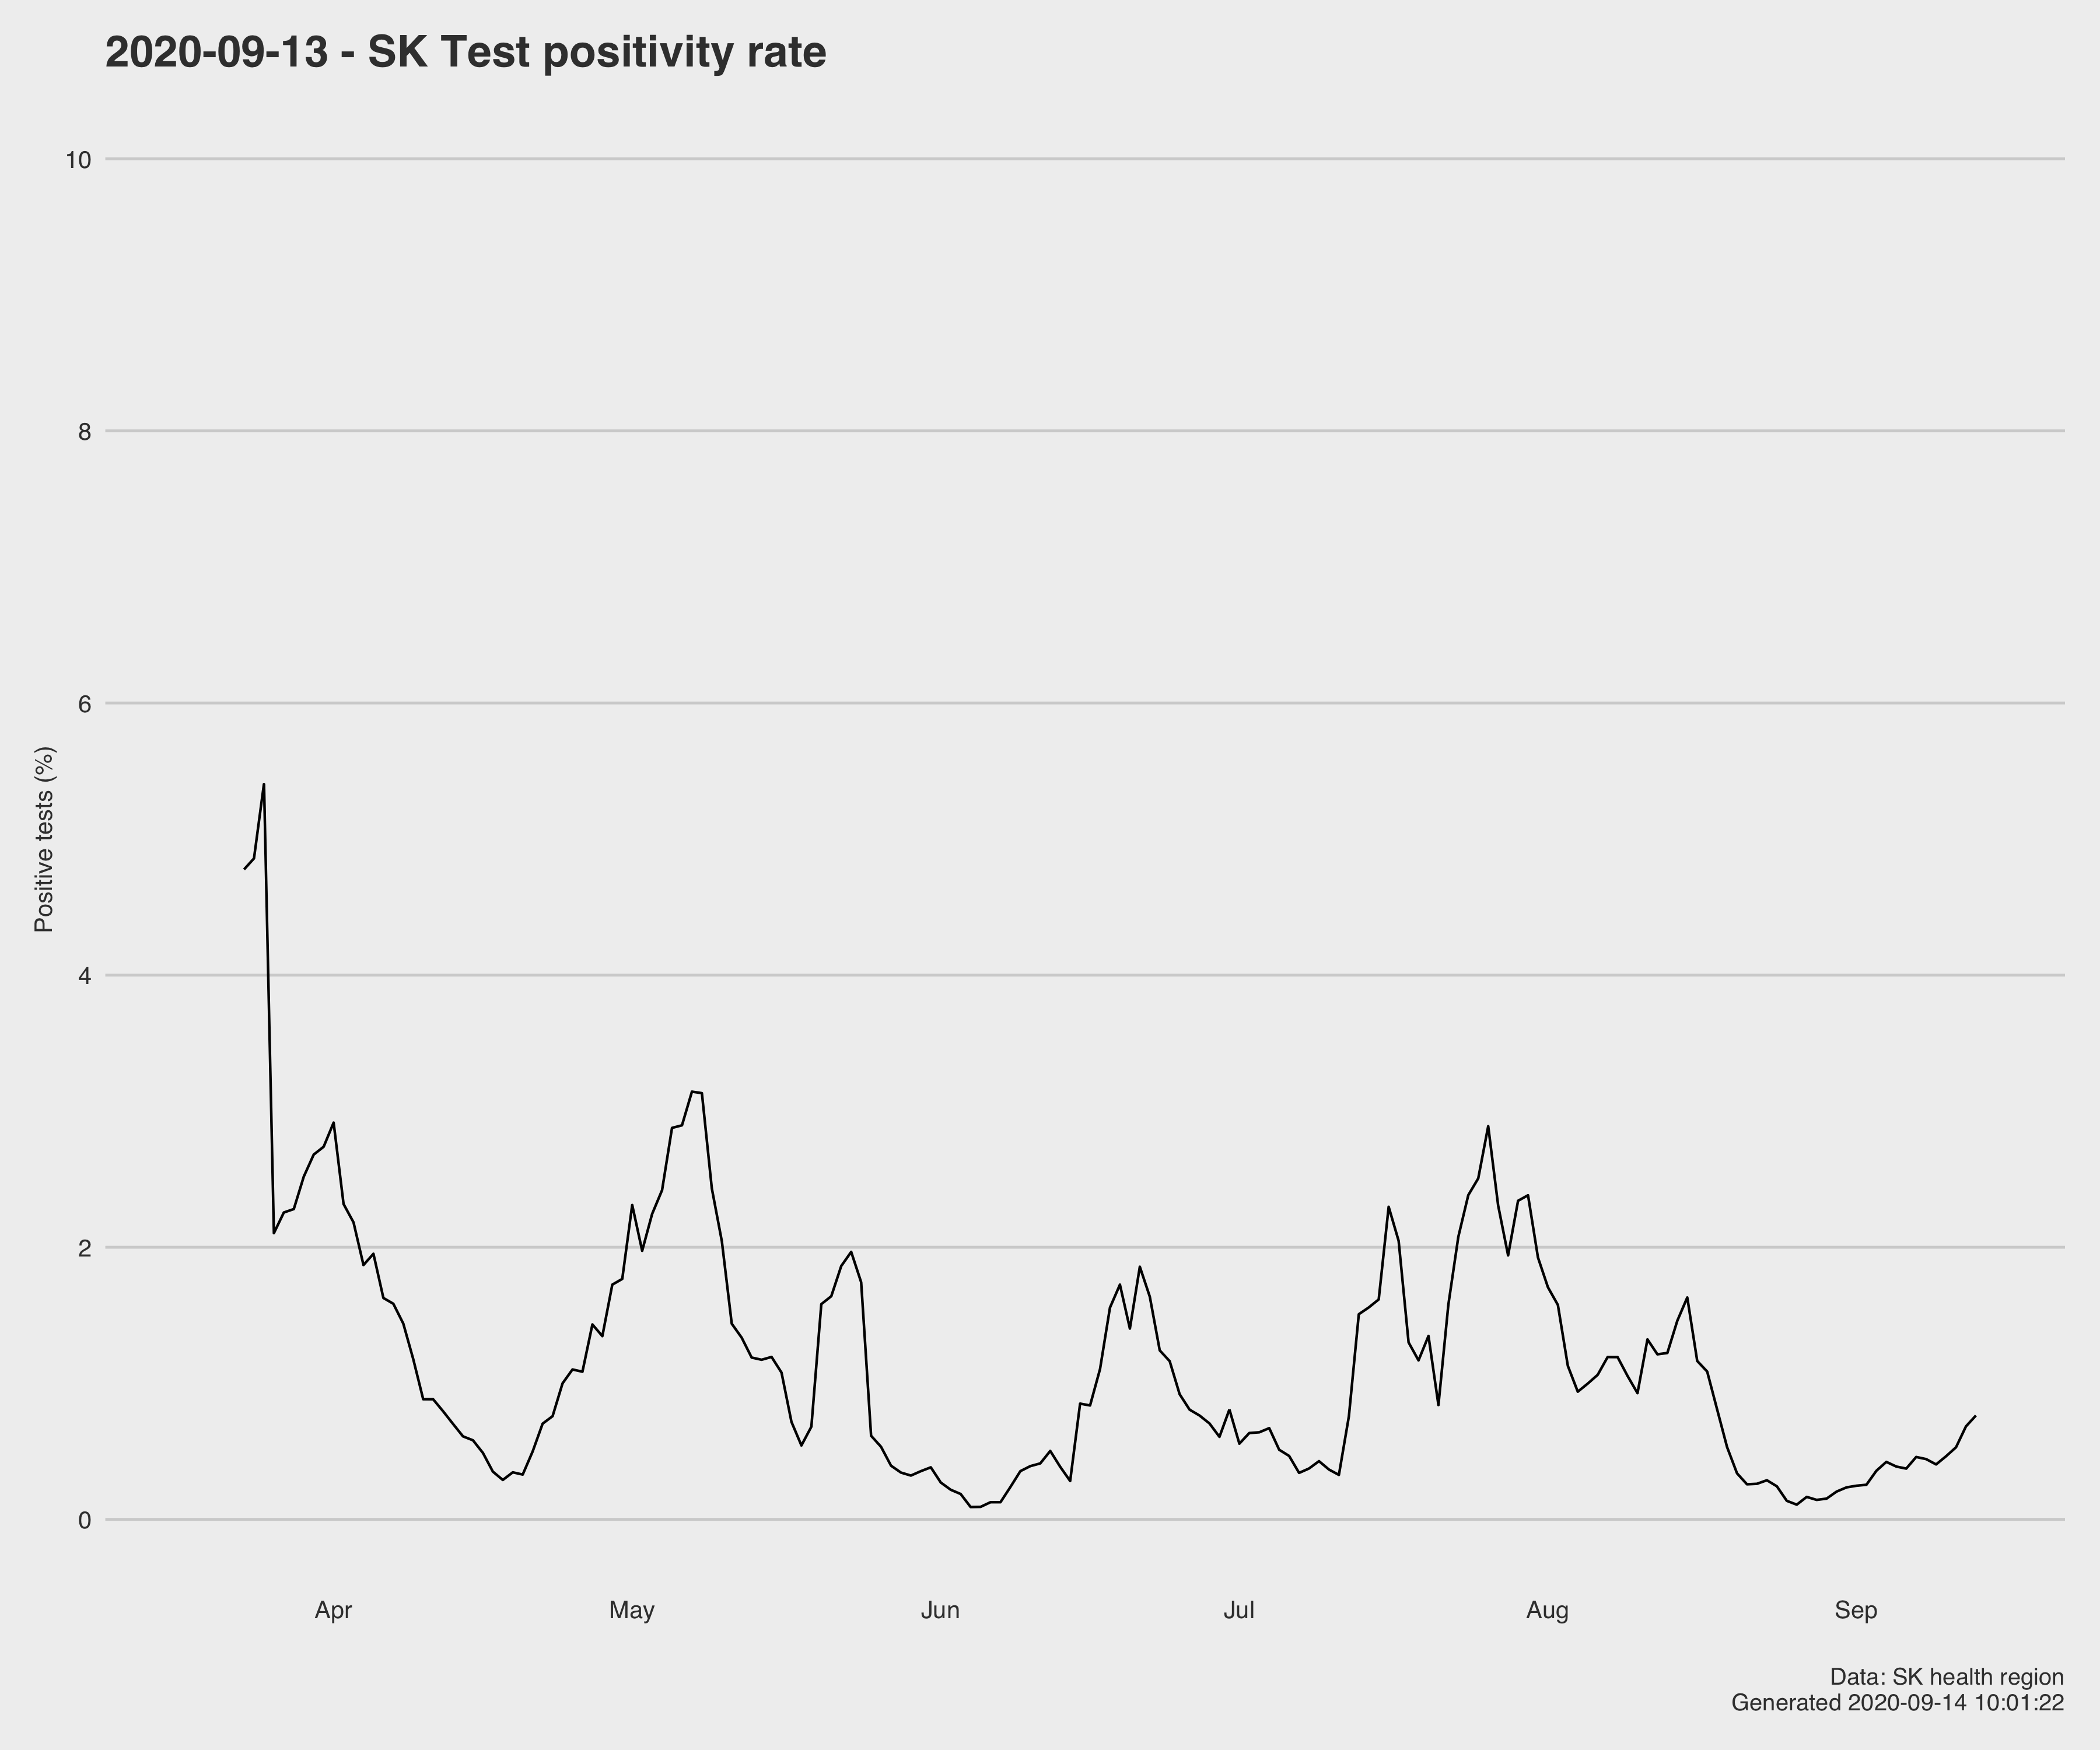 2020-09-13 - SK Test positivity rate
10
8
6
4
2
0
Positive tests (%)
Apr May Jun Jul Aug Sep
Data: SK health region
Generated 2020-09-14 10:01:22